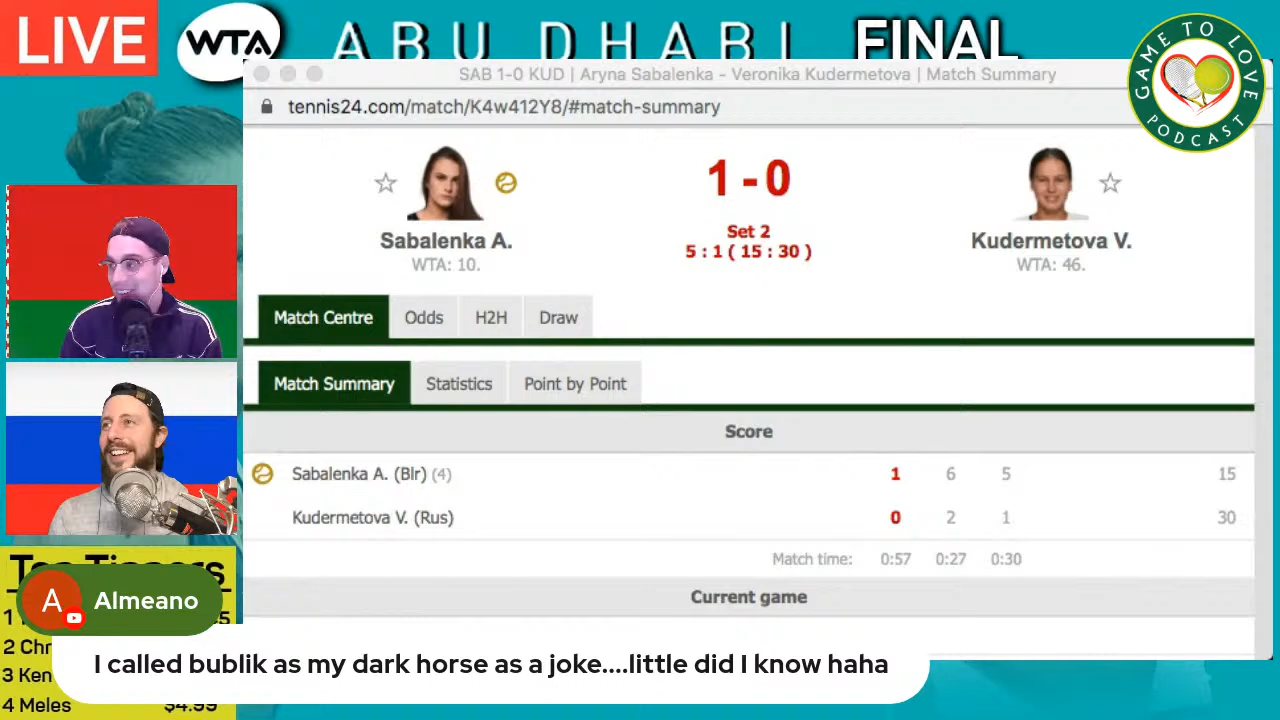 LIVE
WTA
ABU DHABI
FINAL
GAME TO LOVE
PODCAST
SAB 1-0 KUD | Aryna Sabalenka - Veronika Kudermetova | Match Summary
tennis24.com/match/K4w412Y8/#match-summary
1 - 0
Sabalenka A.
WTA: 10.
Set 2
5 : 1 ( 15 : 30 )
Kudermetova V.
WTA: 46.
Match Centre Odds H2H Draw
Match Summary Statistics Point by Point
Score
Sabalenka A. (Blr) (4) 1 6 5 15
Kudermetova V. (Rus) 0 2 1 30
Match time: 0:57 0:27 0:30
Current game
A Almeano
1
2 Chr
3 Ken
4 Meles $4.99
I called bublik as my dark horse as a joke....little did I know haha